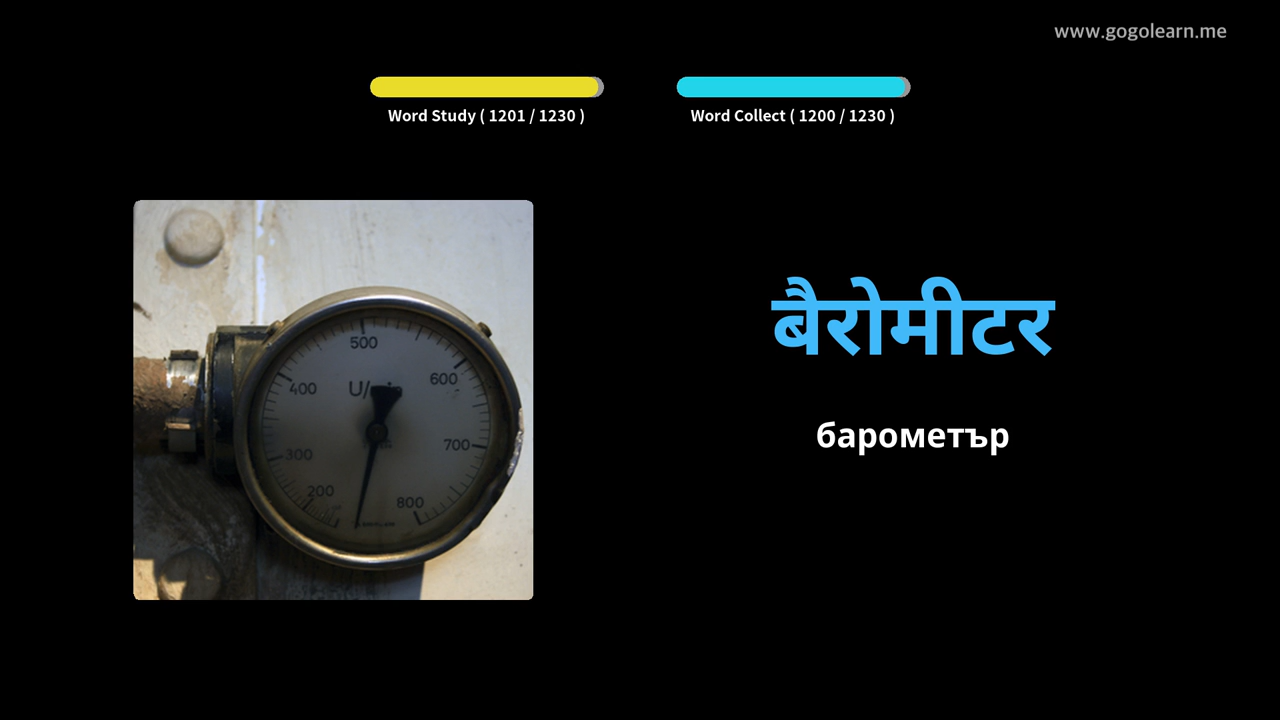 www.gogolearn.me
Word Study ( 1201 / 1230 )
Word Collect ( 1200 / 1230 )
बैरोमीटर
барометър
500
400
600
300
700
200
800